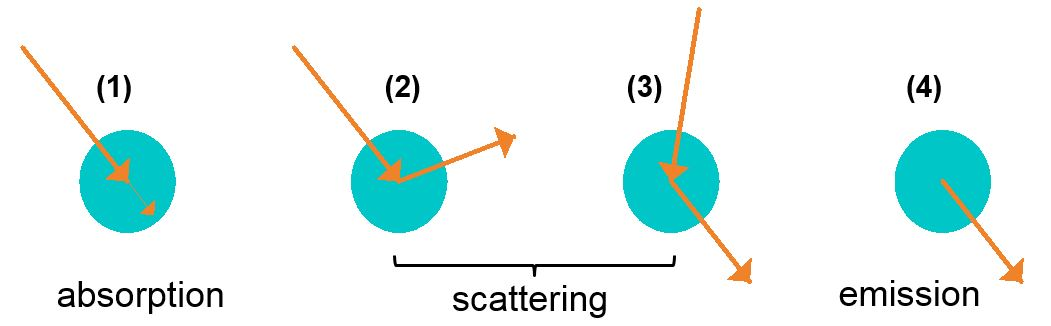 (1)
(2)
(3)
(4)
absorption
scattering
emission